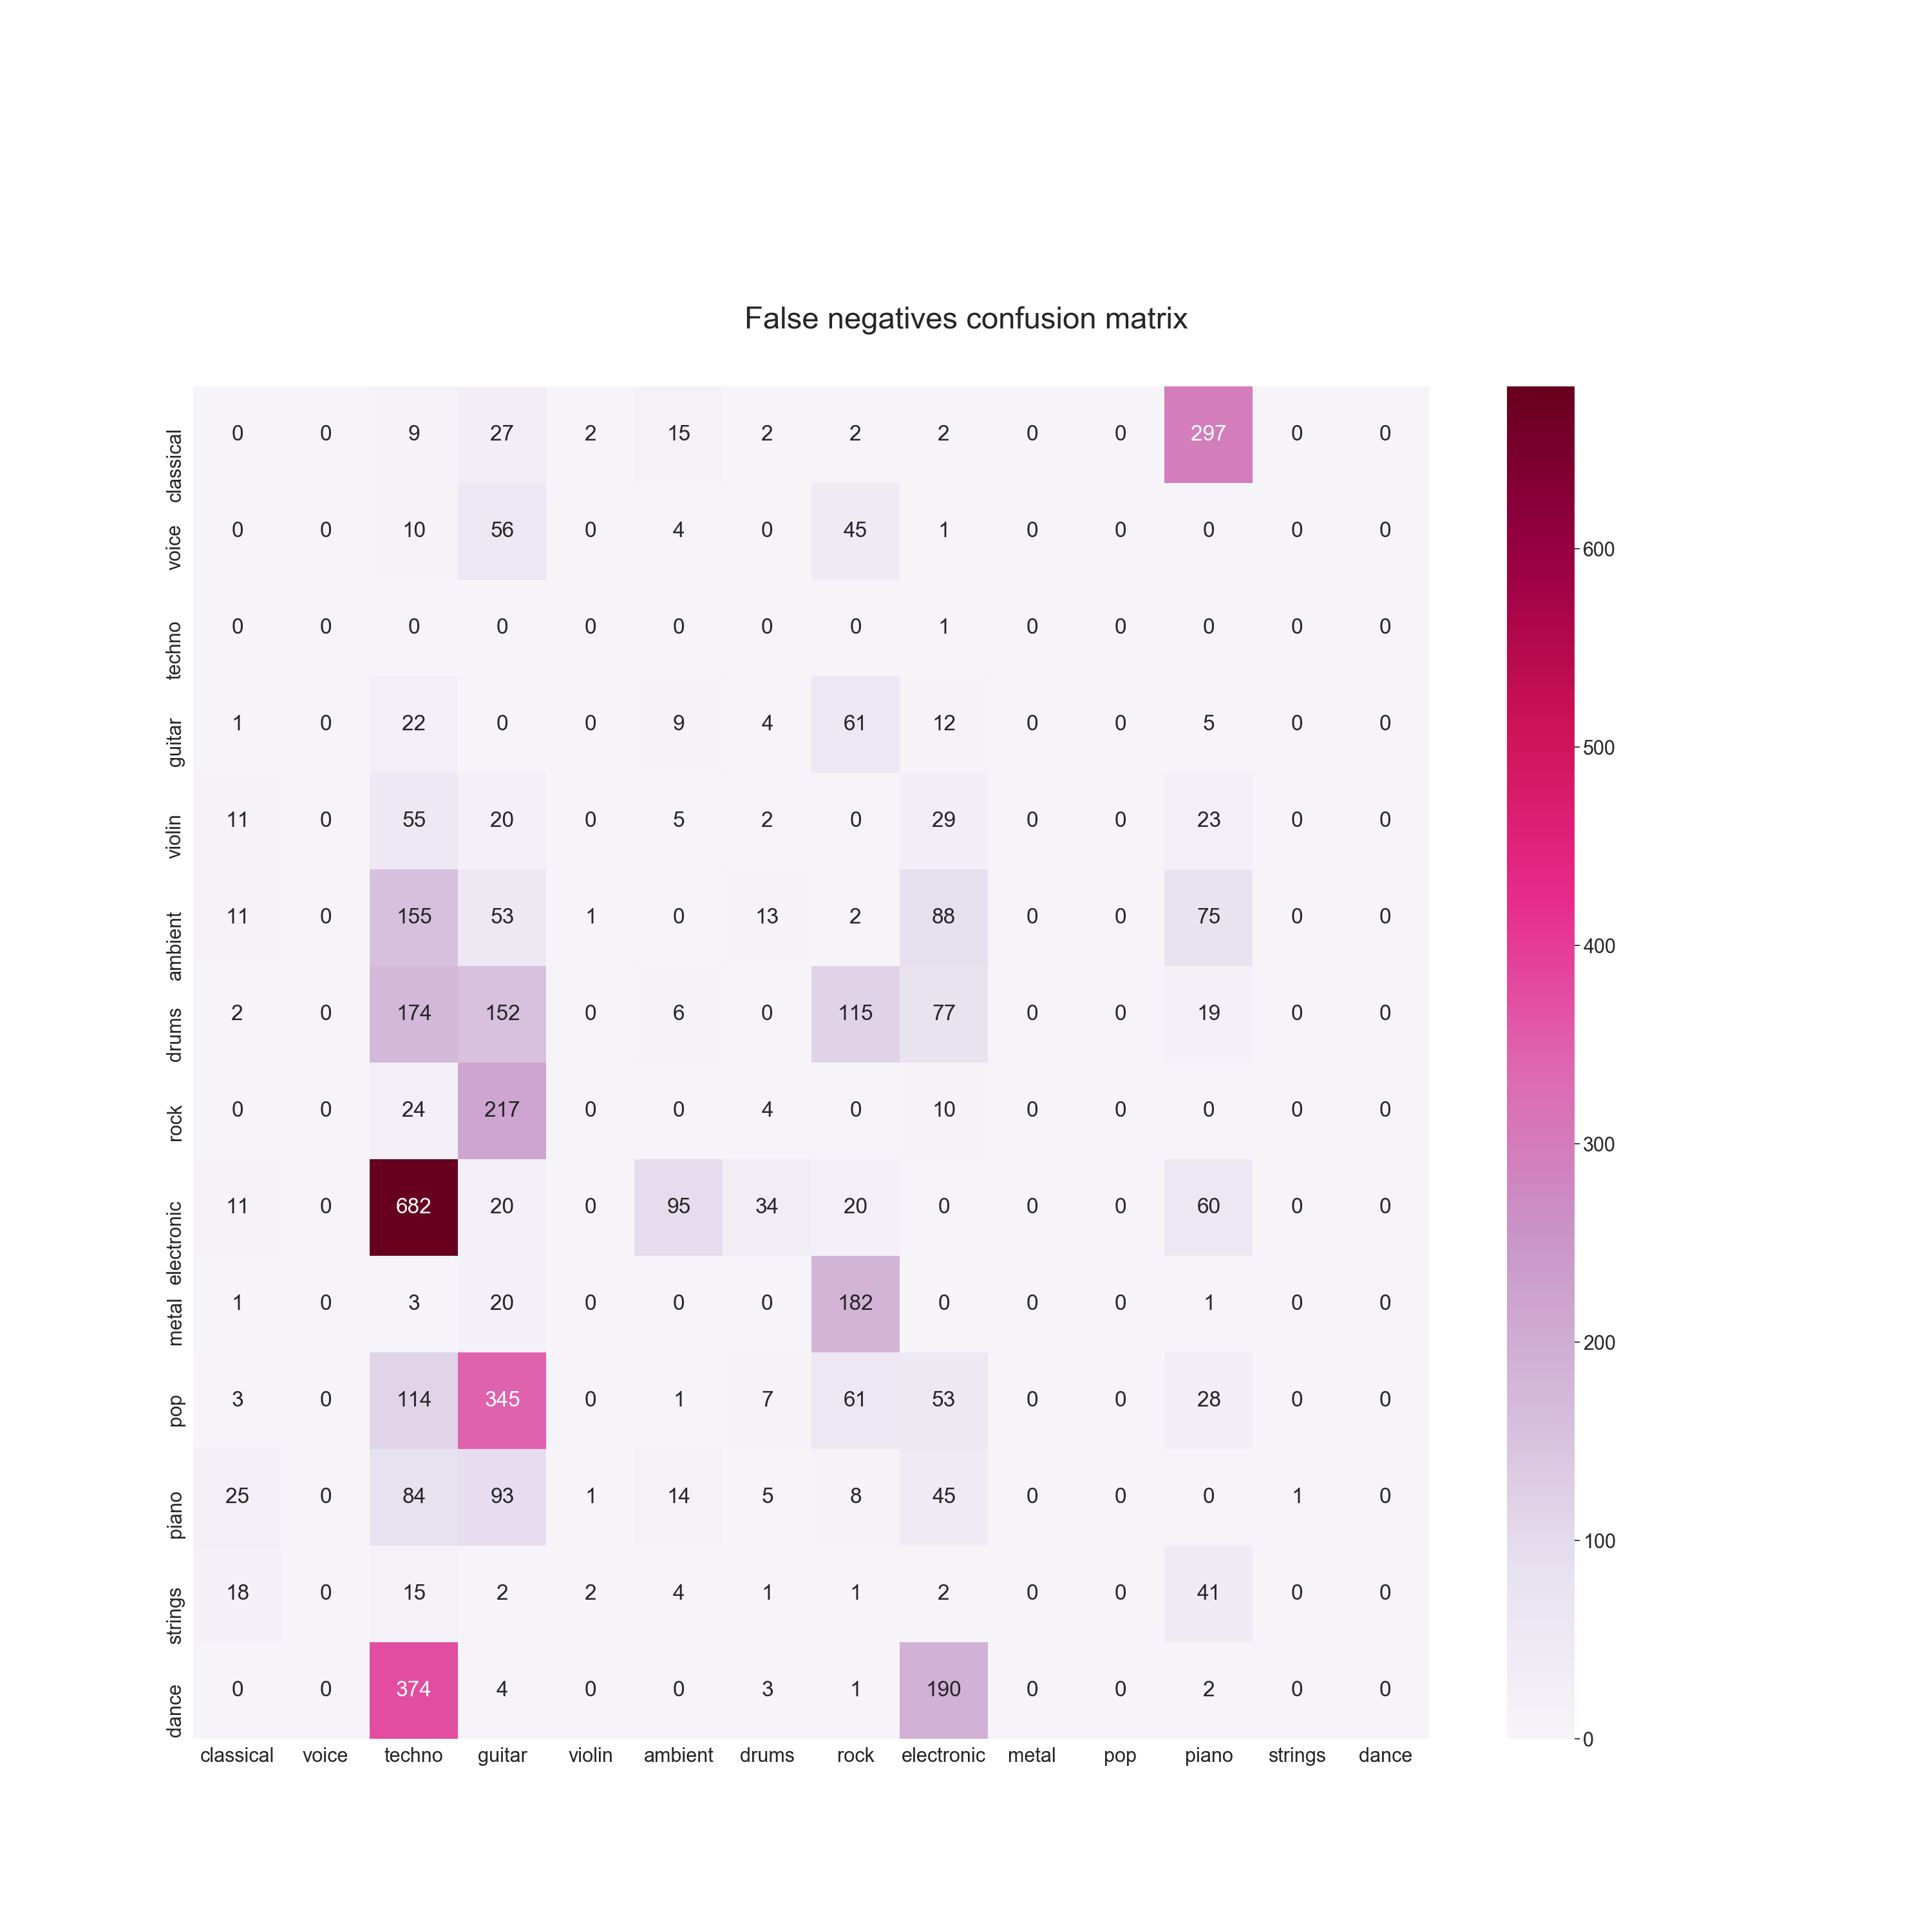 False negatives confusion matrix
classical 0 0 9 27 2 15 2 2 2 0 0 297 0 0
voice 0 0 10 56 0 4 0 45 1 0 0 0 0 0
techno 0 0 0 0 0 0 0 0 1 0 0 0 0 0
guitar 1 0 22 0 0 9 4 61 12 0 0 5 0 0
violin 11 0 55 20 0 5 2 0 29 0 0 23 0 0
ambient 11 0 155 53 1 0 13 2 88 0 0 75 0 0
drums 2 0 174 152 0 6 0 115 77 0 0 19 0 0
rock 0 0 24 217 0 0 4 0 10 0 0 0 0 0
electronic 11 0 682 20 0 95 34 20 0 0 0 60 0 0
metal 1 0 3 20 0 0 0 182 0 0 0 1 0 0
pop 3 0 114 345 0 1 7 61 53 0 0 28 0 0
piano 25 0 84 93 1 14 5 8 45 0 0 0 1 0
strings 18 0 15 2 2 4 1 1 2 0 0 41 0 0
dance 0 0 374 4 0 0 3 1 190 0 0 2 0 0
classical voice techno guitar violin ambient drums rock electronic metal pop piano strings dance
600
500
400
300
200
100
0